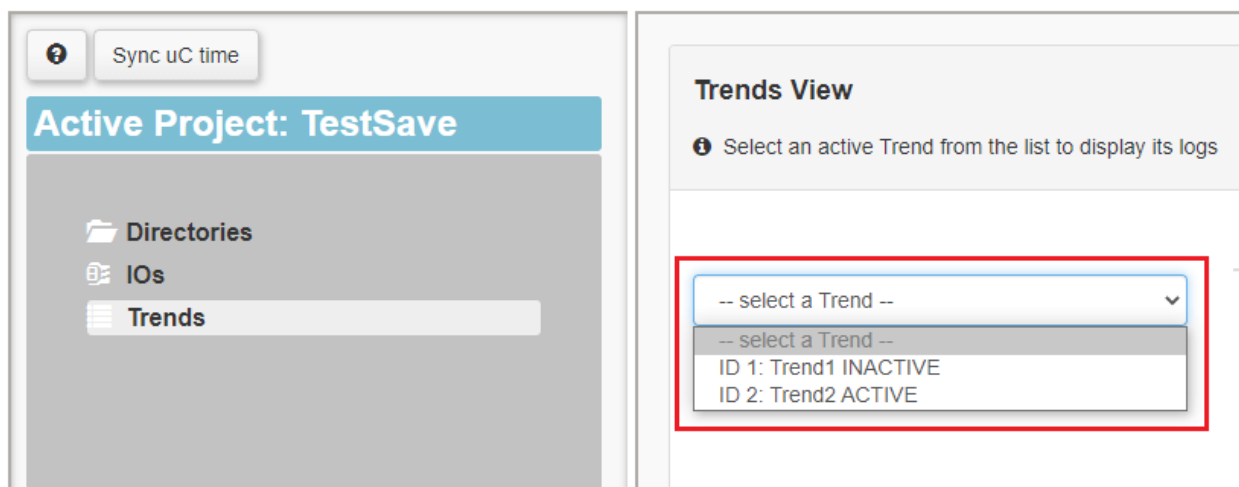 Sync uC time
Active Project: TestSave
Directories
IOs
Trends
Trends View
Select an active Trend from the list to display its logs
-- select a Trend --
-- select a Trend --
ID 1: Trend1 INACTIVE
ID 2: Trend2 ACTIVE